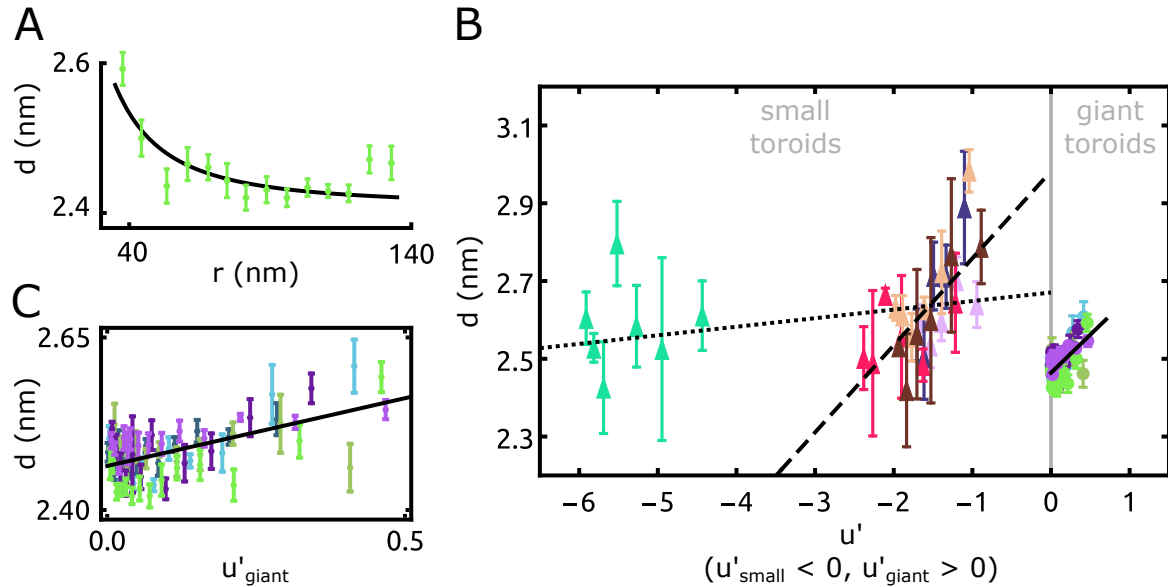 A
2.6
d (nm)
2.4
40
140
r (nm)
B
small
toroids
giant
toroids
3.1
2.9
d (nm)
2.7
2.5
2.3
−6
−5
−4
−3
−2
−1
0
1
u'
(u'small < 0, u'giant > 0)
C
2.65
d (nm)
2.40
0.0
0.5
u'giant